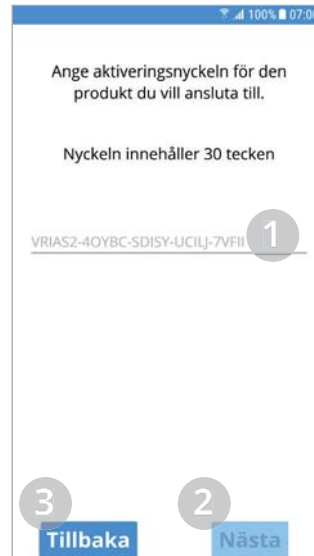 100% 07:00
Ange aktiveringsnyckeln för den
produkt du vill ansluta till.
Nyckeln innehåller 30 tecken
VRIAS2-4OYBC-SDISY-UCILJ-7VFII
1
3
2
Tillbaka
Nästa